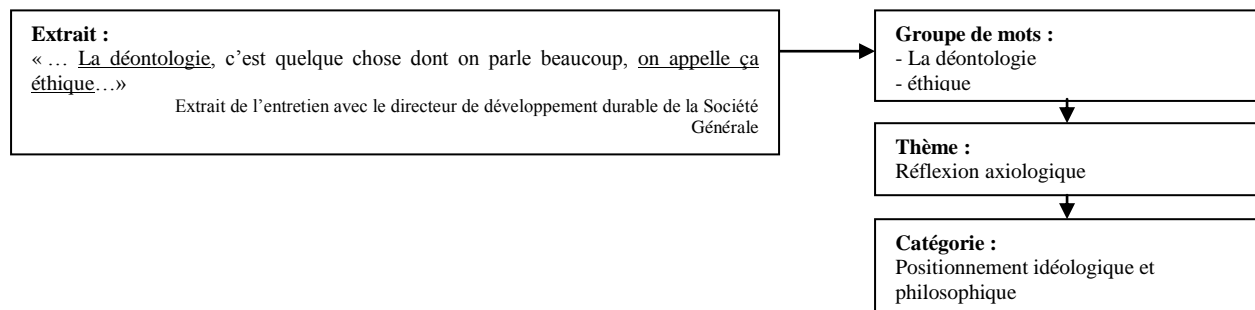 Extrait :
« … La déontologie, c’est quelque chose dont on parle beaucoup, on appelle ça
éthique…»
Extrait de l’entretien avec le directeur de développement durable de la Société
Générale
Groupe de mots :
- La déontologie
- éthique
Thème :
Réflexion axiologique
Catégorie :
Positionnement idéologique et
philosophique